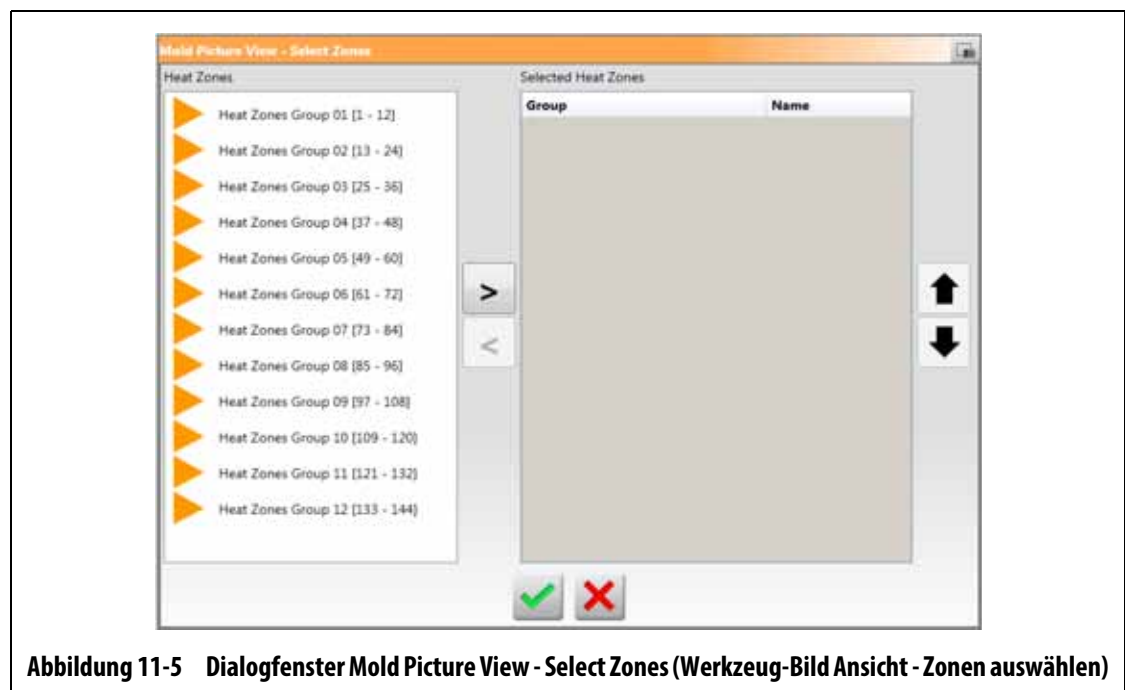 Mold Picture View - Select Zones
Heat Zones
Selected Heat Zones
Group Name
Heat Zones Group 01 [1 - 12]
Heat Zones Group 02 [13 - 24]
Heat Zones Group 03 [25 - 36]
Heat Zones Group 04 [37 - 48]
Heat Zones Group 05 [49 - 60]
Heat Zones Group 06 [61 - 72]
Heat Zones Group 07 [73 - 84]
Heat Zones Group 08 [85 - 96]
Heat Zones Group 09 [97 - 108]
Heat Zones Group 10 [109 - 120]
Heat Zones Group 11 [121 - 132]
Heat Zones Group 12 [133 - 144]
>
<
Abbildung 11-5 Dialogfenster Mold Picture View - Select Zones (Werkzeug-Bild Ansicht - Zonen auswählen)